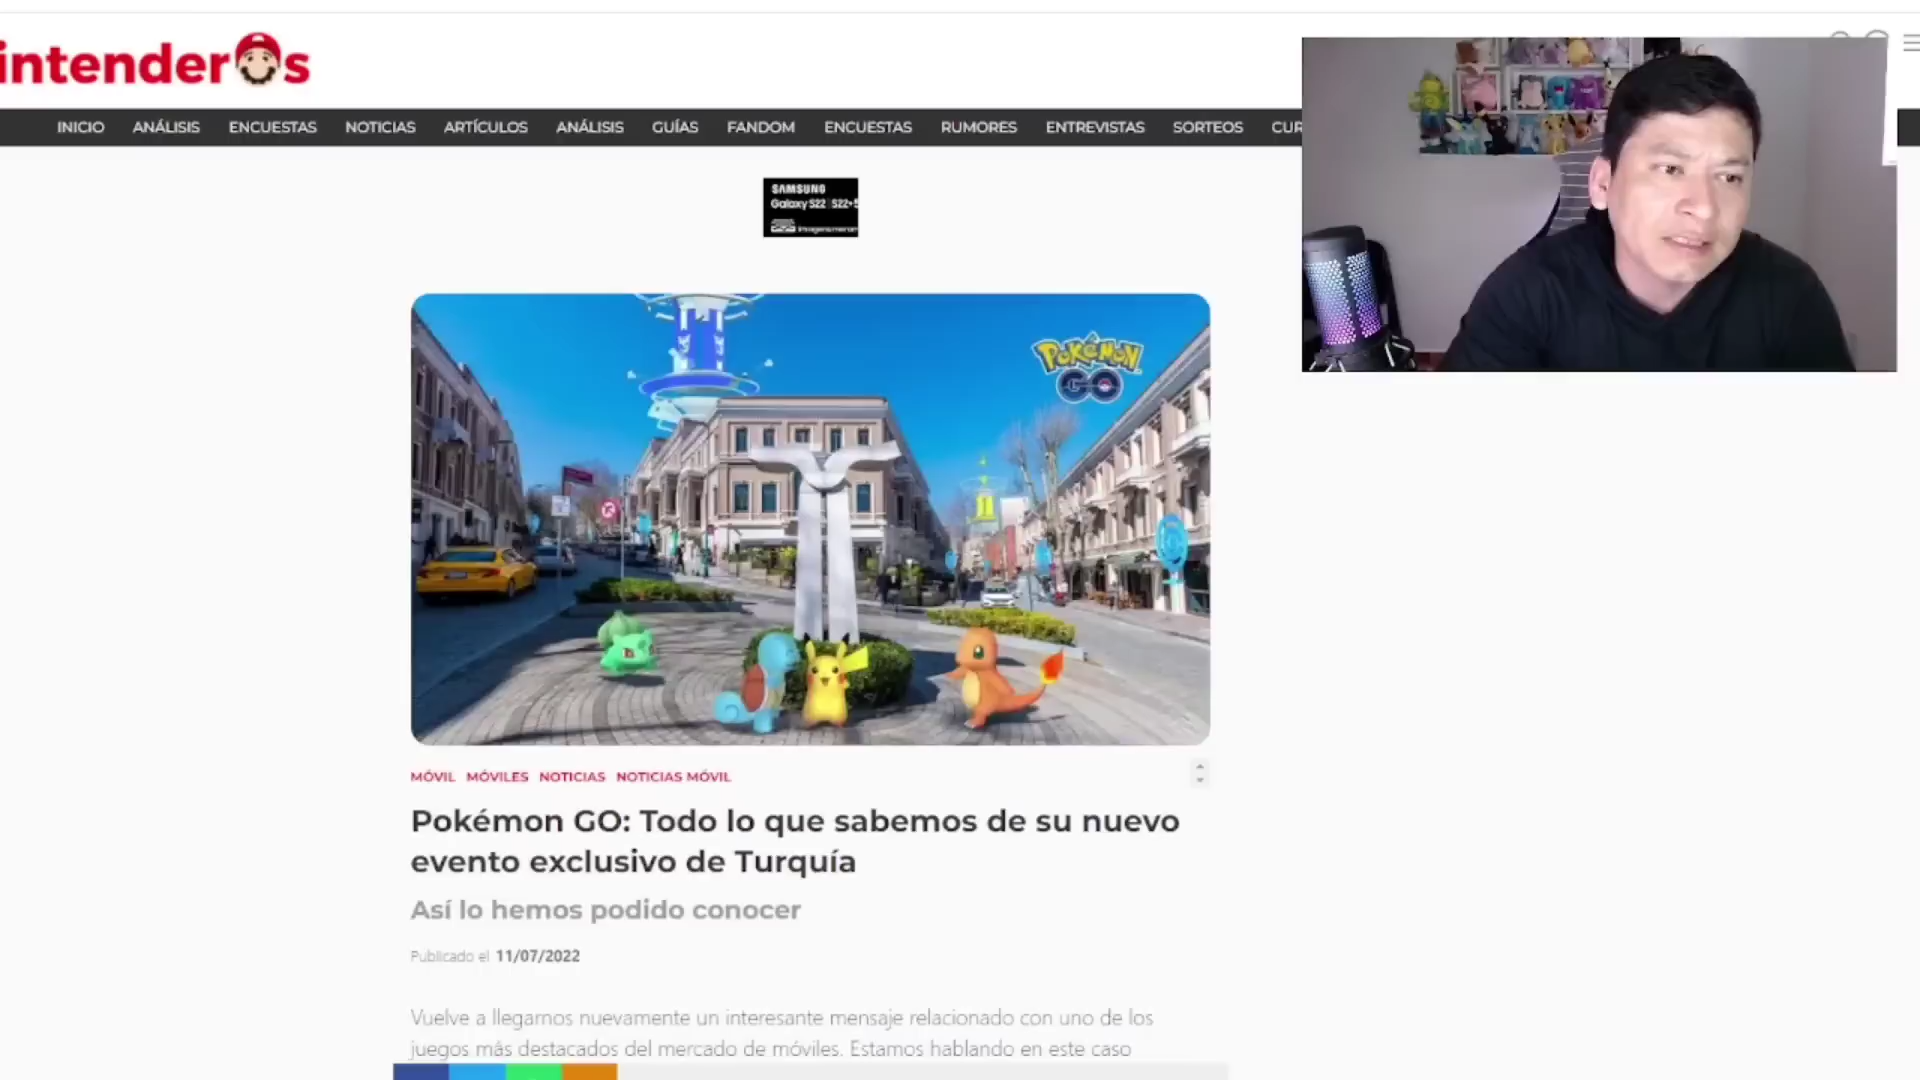 intenderos
INICIO ANÁLISIS ENCUESTAS NOTICIAS ARTÍCULOS ANÁLISIS GUÍAS FANDOM ENCUESTAS RUMORES ENTREVISTAS SORTEOS CUR
SAMSUNG
Galaxy S22 S22+
POKéMON
GO
MÓVIL MÓVILES NOTICIAS NOTICIAS MÓVIL
Pokémon GO: Todo lo que sabemos de su nuevo
evento exclusivo de Turquía
Así lo hemos podido conocer
Publicado el 11/07/2022
Vuelve a llegarnos nuevamente un interesante mensaje relacionado con uno de los
juegos más destacados del mercado de móviles. Estamos hablando en este caso